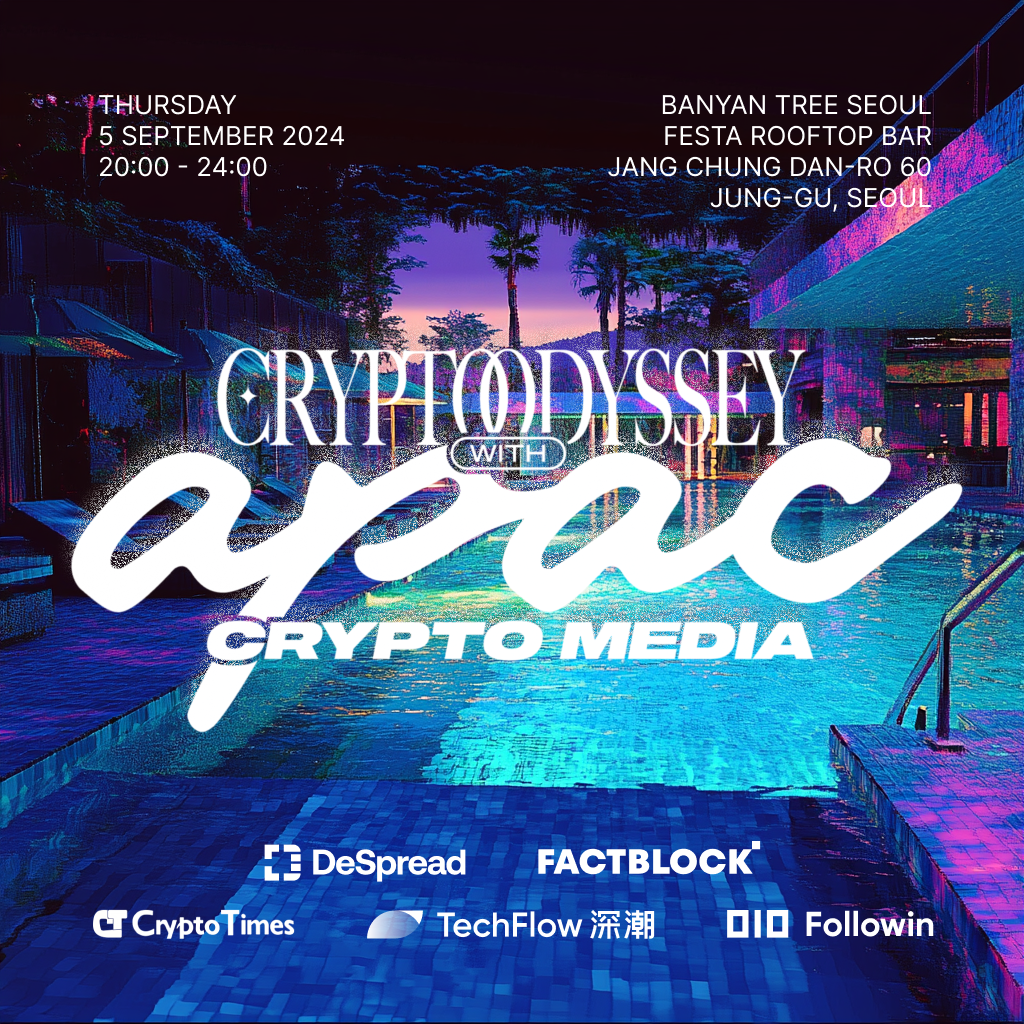 THURSDAY
5 SEPTEMBER 2024
20:00 - 24:00
BANYAN TREE SEOUL
FESTA ROOFTOP BAR
JANG CHUNG DAN-RO 60
JUNG-GU, SEOUL
CRYPTOODYSSEY
WITH
apac
CRYPTO MEDIA
DeSpread
FACTBLOCK
CT CryptoTimes
TechFlow 深潮
Followin